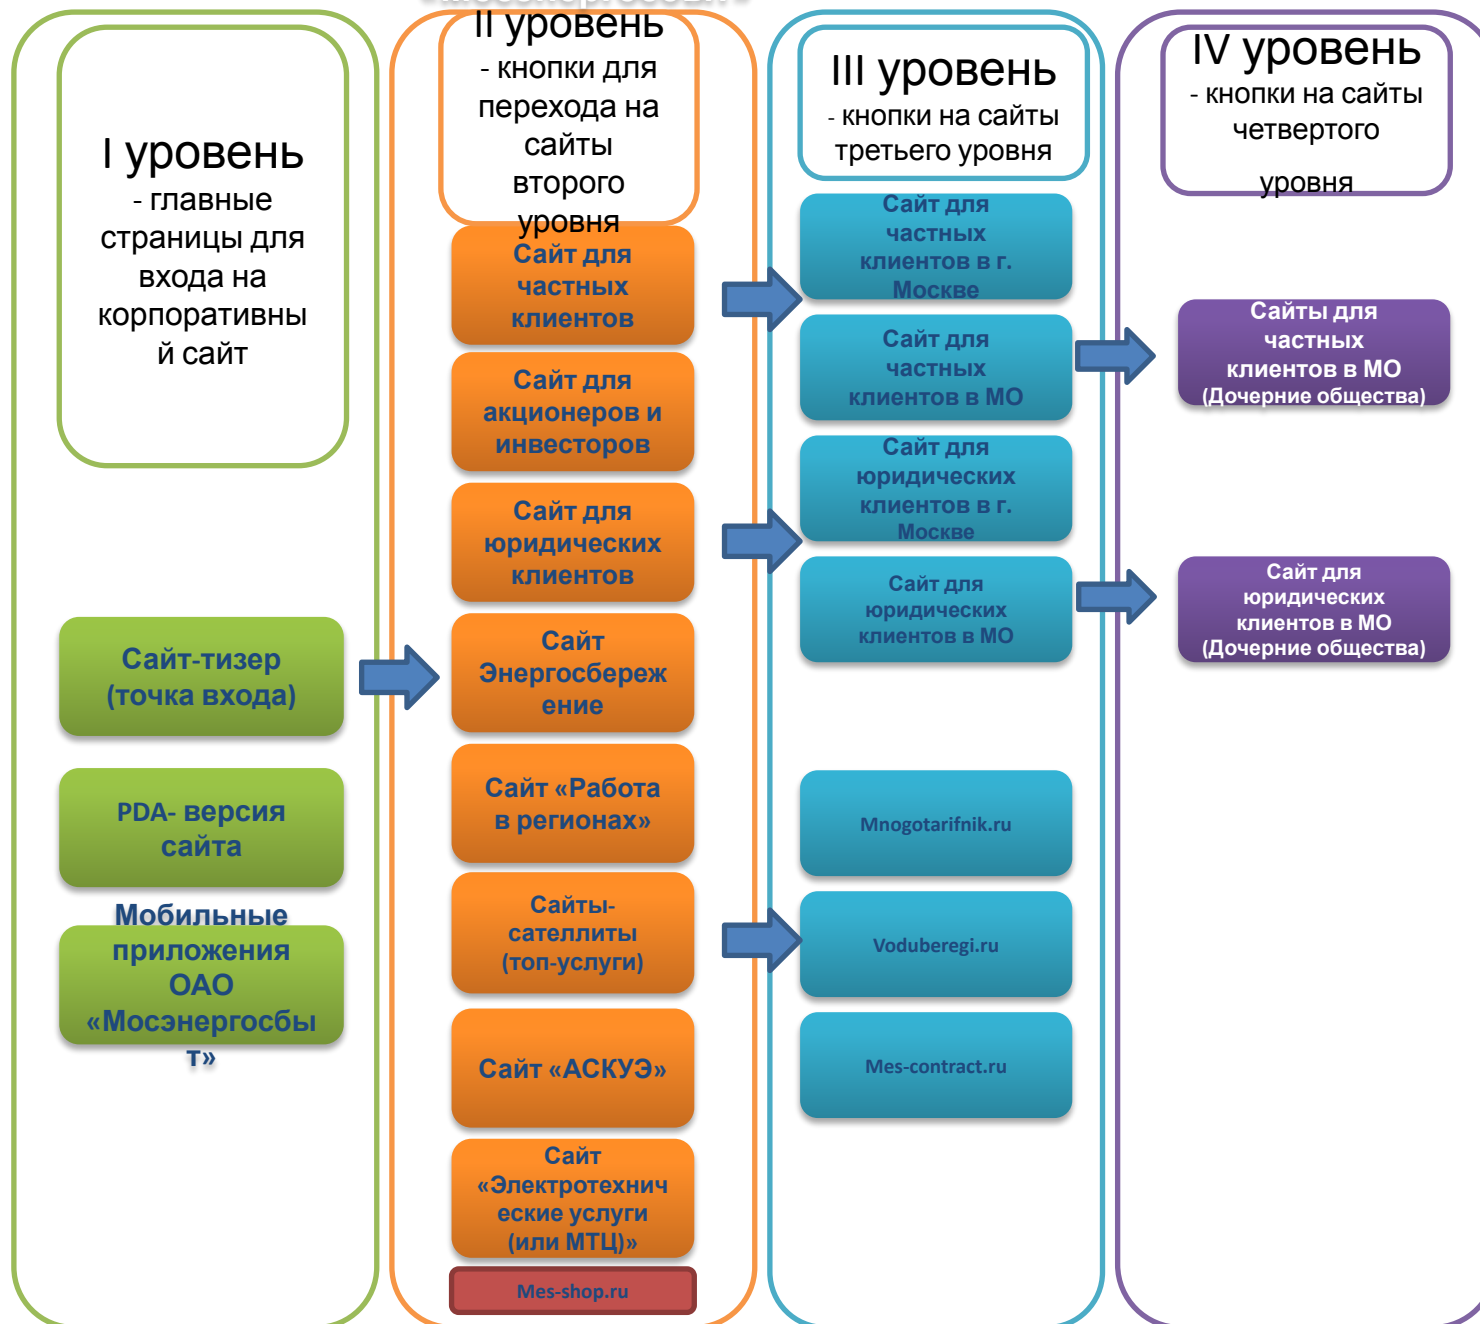 I уровень
- главные
страницы для
входа на
корпоративны
й сайт
Сайт-тизер
(точка входа)
PDA- версия
сайта
Мобильные
приложения
ОАО
«Мосэнергосбы
т»
II уровень
- кнопки для
перехода на
сайты
второго
уровня
Сайт для
частных
клиентов
Сайт для
акционеров и
инвесторов
Сайт для
юридических
клиентов
Сайт
Энергосбереж
ение
Сайт «Работа
в регионах»
Сайты-
сателлиты
(топ-услуги)
Сайт «АСКУЭ»
Сайт
«Электротехнич
еские услуги
(или МТЦ)»
Mes-shop.ru
III уровень
- кнопки на сайты
третьего уровня
Сайт для
частных
клиентов в г.
Москве
Сайт для
частных
клиентов в МО
Сайт для
юридических
клиентов в г.
Москве
Сайт для
юридических
клиентов в МО
Mnogotarifnik.ru
Voduberegi.ru
Mes-contract.ru
IV уровень
- кнопки на сайты
четвертого
уровня
Сайты для
частных
клиентов в МО
(Дочерние общества)
Сайт для
юридических
клиентов в МО
(Дочерние общества)